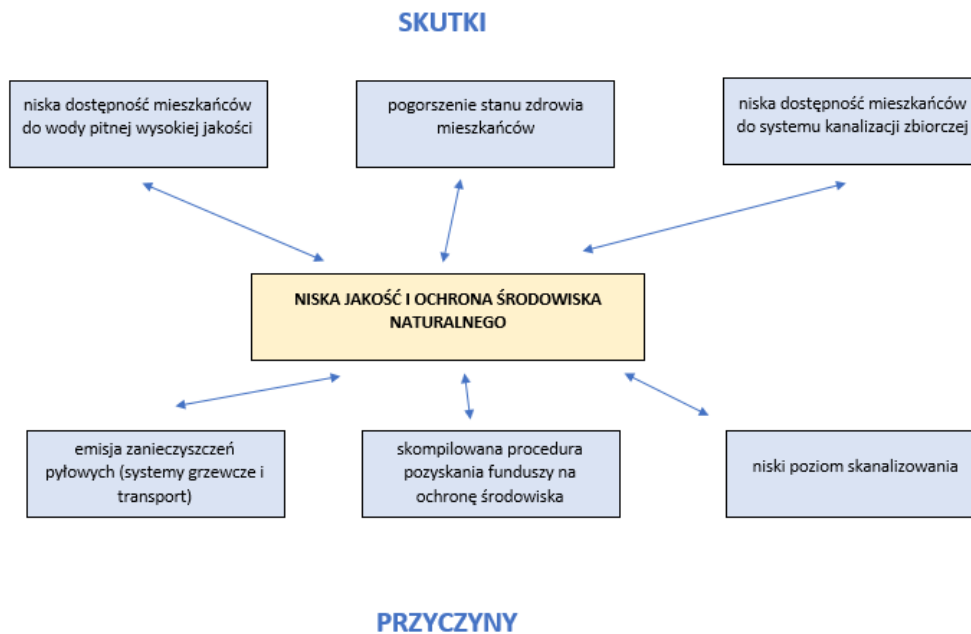 SKUTKI
niska dostępność mieszkańców
do wody pitnej wysokiej jakości
pogorszenie stanu zdrowia
mieszkańców
niska dostępność mieszkańców
do systemu kanalizacji zbiorczej
NISKA JAKOŚĆ I OCHRONA ŚRODOWISKA
NATURALNEGO
emisja zanieczyszczeń
pyłowych (systemy grzewcze i
transport)
skompilowana procedura
pozyskania funduszy na
ochronę środowiska
niski poziom skanalizowania
PRZYCZYNY